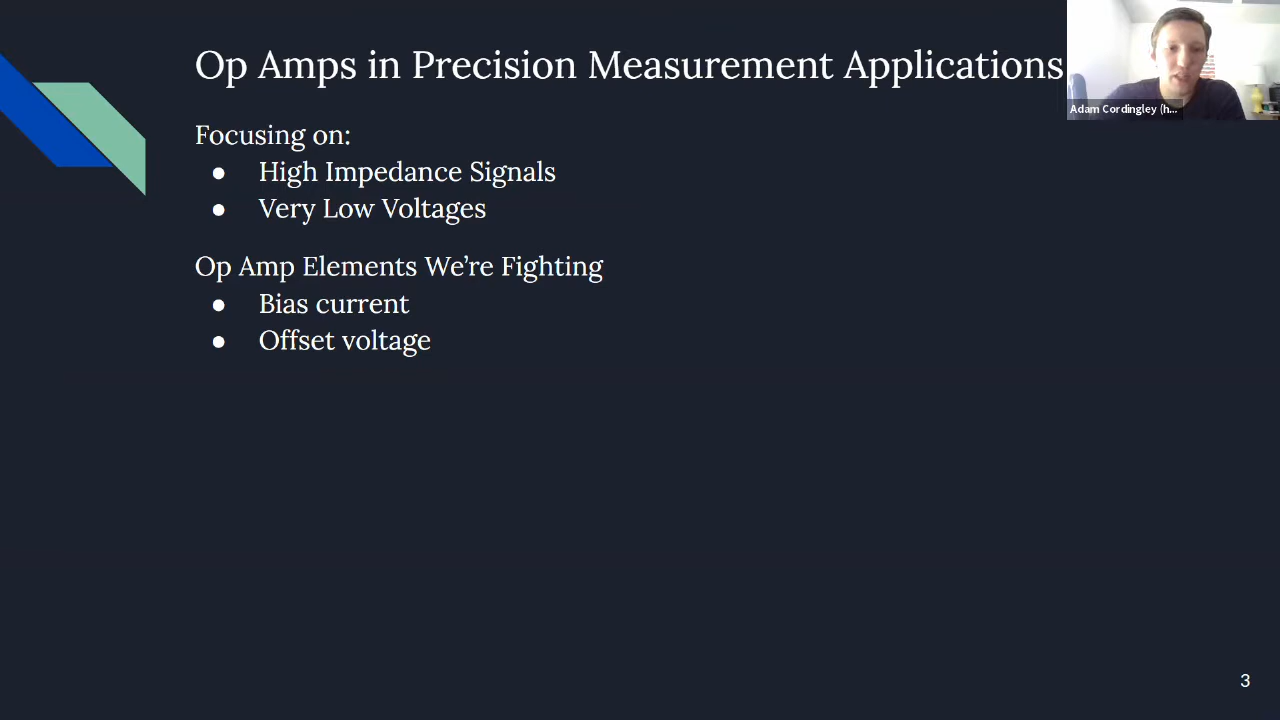 Op Amps in Precision Measurement Applications
Adam Cordingley (h...
Focusing on:
● High Impedance Signals
● Very Low Voltages
Op Amp Elements We’re Fighting
● Bias current
● Offset voltage
3